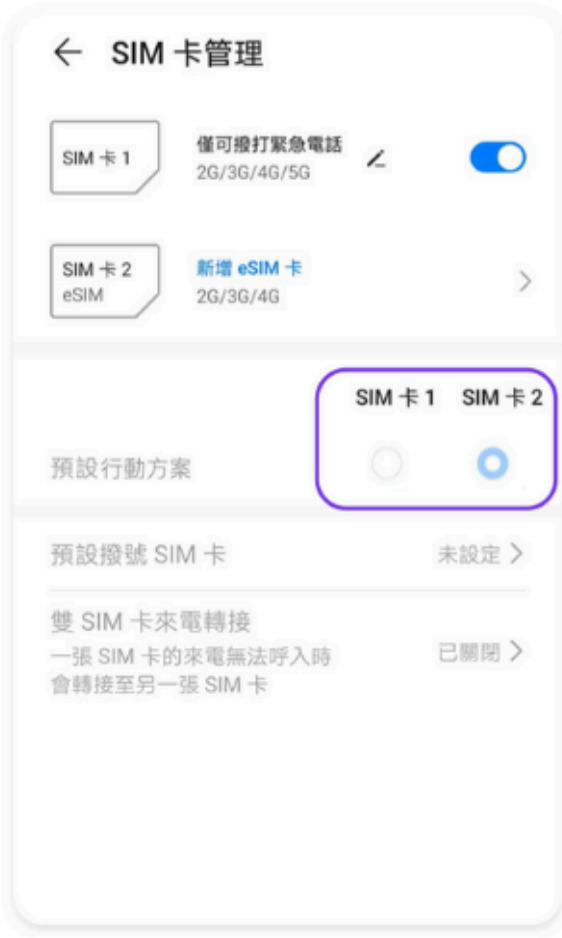 SIM 卡管理
SIM 卡 1
僅可撥打緊急電話
2G/3G/4G/5G
SIM 卡 2
eSIM
新增 eSIM 卡
2G/3G/4G
SIM 卡 1 SIM 卡 2
預設行動方案
預設撥號 SIM 卡 未設定
雙 SIM 卡來電轉接
一張 SIM 卡的來電無法呼入時
會轉接至另一張 SIM 卡
已關閉